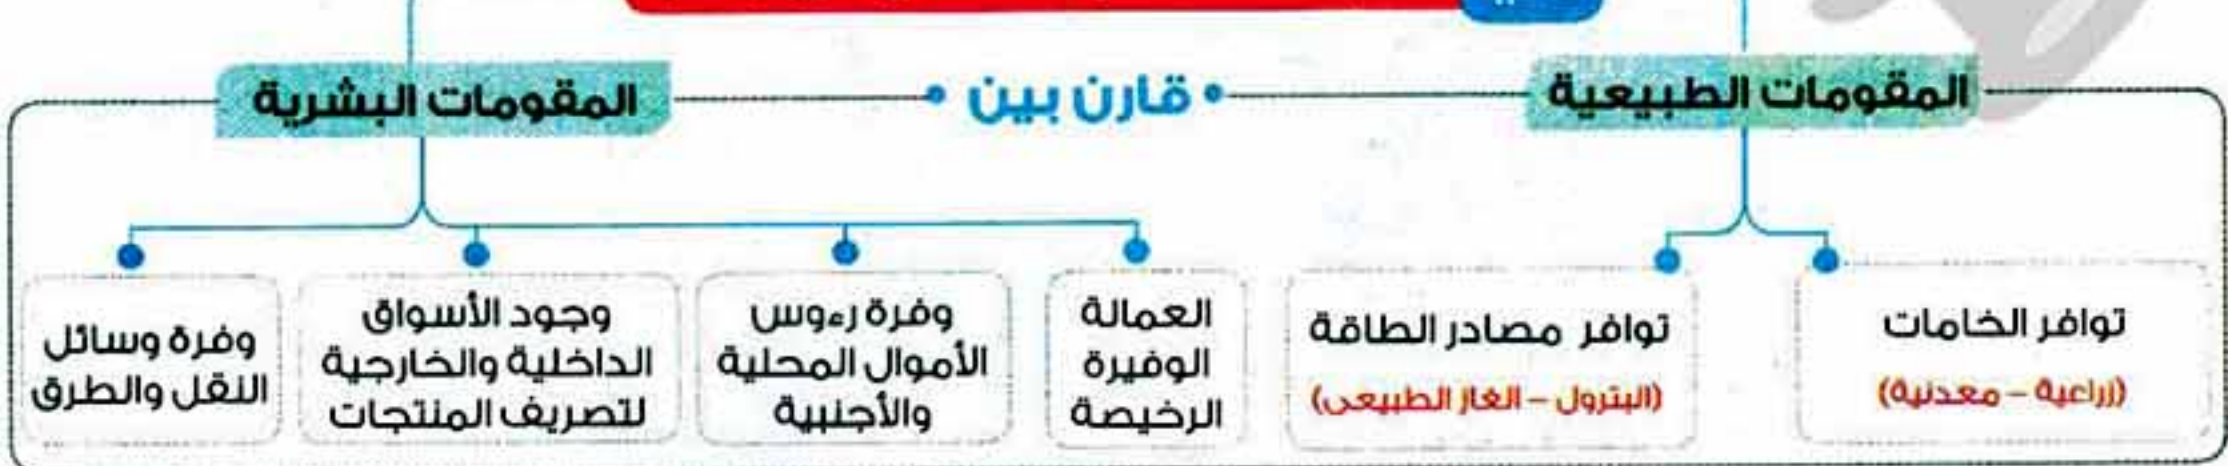 المقومات الطبيعية
• قارن بين •
المقومات البشرية
توافر الخامات
(زراعية – معدنية)
توافر مصادر الطاقة
(البترول – الغاز الطبيعى)
العمالة
الوفيرة
الرخيصة
وفرة رءوس
الأموال المحلية
والأجنبية
وجود الأسواق
الداخلية والخارجية
لتصريف المنتجات
وفرة وسائل
النقل والطرق